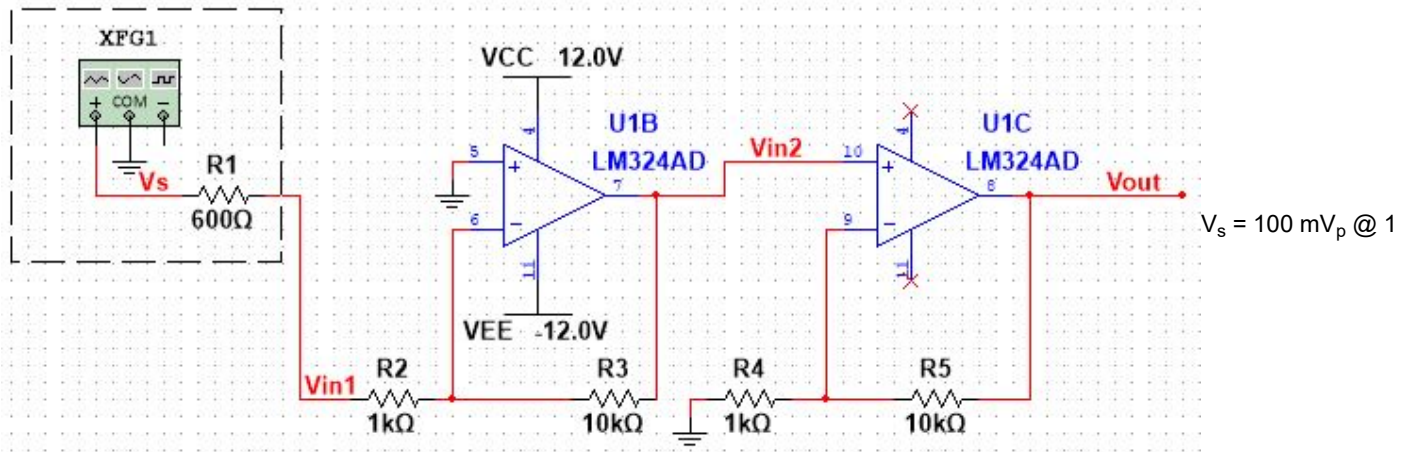 XFG1
+ COM −
Vs
R1
600Ω
VCC 12.0V
4
U1B
LM324AD
5
+
7
6
−
11
VEE -12.0V
Vin1
R2
1kΩ
R3
10kΩ
Vin2
4
U1C
LM324AD
10
+
8
9
−
11
Vout
R4
1kΩ
R5
10kΩ
Vs = 100 mVp @ 1